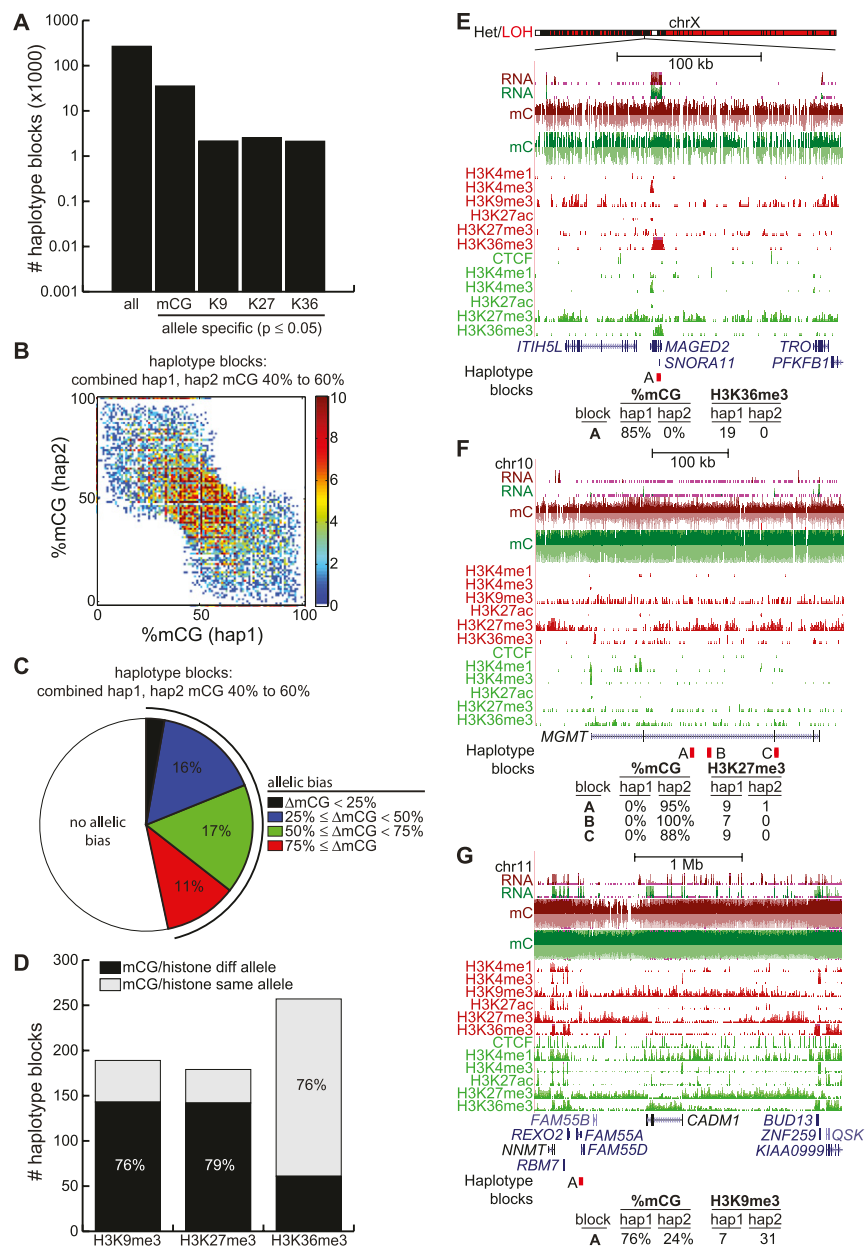 A
1000
100
10
1
0.1
0.01
0.001
# haplotype blocks (x1000)
all mCG K9 K27 K36
allele specific (p ≤ 0.05)
B
haplotype blocks:
combined hap1, hap2 mCG 40% to 60%
100
50
0
%mCG (hap2)
0 50 100
%mCG (hap1)
10
8
6
4
2
0
C
haplotype blocks:
combined hap1, hap2 mCG 40% to 60%
no allelic
bias
16%
17%
11%
allelic bias
ΔmCG < 25%
25% ≤ ΔmCG < 50%
50% ≤ ΔmCG < 75%
75% ≤ ΔmCG
D
mCG/histone diff allele
mCG/histone same allele
300
250
200
150
100
50
0
# haplotype blocks
76%
79%
76%
H3K9me3 H3K27me3 H3K36me3
E
chrX
Het/LOH
100 kb
RNA
RNA
mC
mC
H3K4me1
H3K4me3
H3K9me3
H3K27ac
H3K27me3
H3K36me3
CTCF
H3K4me1
H3K4me3
H3K27ac
H3K27me3
H3K36me3
ITIH5L MAGED2 TRO
SNORA11 PFKFB1
Haplotype
blocks
A
%mCG H3K36me3
block hap1 hap2 hap1 hap2
A 85% 0% 19 0
F
chr10
100 kb
RNA
RNA
mC
mC
H3K4me1
H3K4me3
H3K9me3
H3K27ac
H3K27me3
H3K36me3
CTCF
H3K4me1
H3K4me3
H3K27ac
H3K27me3
H3K36me3
MGMT
Haplotype
blocks
A B C
%mCG H3K27me3
block hap1 hap2 hap1 hap2
A 0% 95% 9 1
B 0% 100% 7 0
C 0% 88% 9 0
G
chr11
1 Mb
RNA
RNA
mC
mC
H3K4me1
H3K9me3
H3K27ac
H3K27me3
H3K36me3
CTCF
H3K4me1
H3K4me3
H3K27ac
H3K27me3
H3K36me3
FAM55B CADM1 BUD13
REXO2 FAM55A ZNF259 QSK
NNMT FAM55D KIAA0999
RBM7
Haplotype
blocks
A
%mCG H3K9me3
block hap1 hap2 hap1 hap2
A 76% 24% 7 31